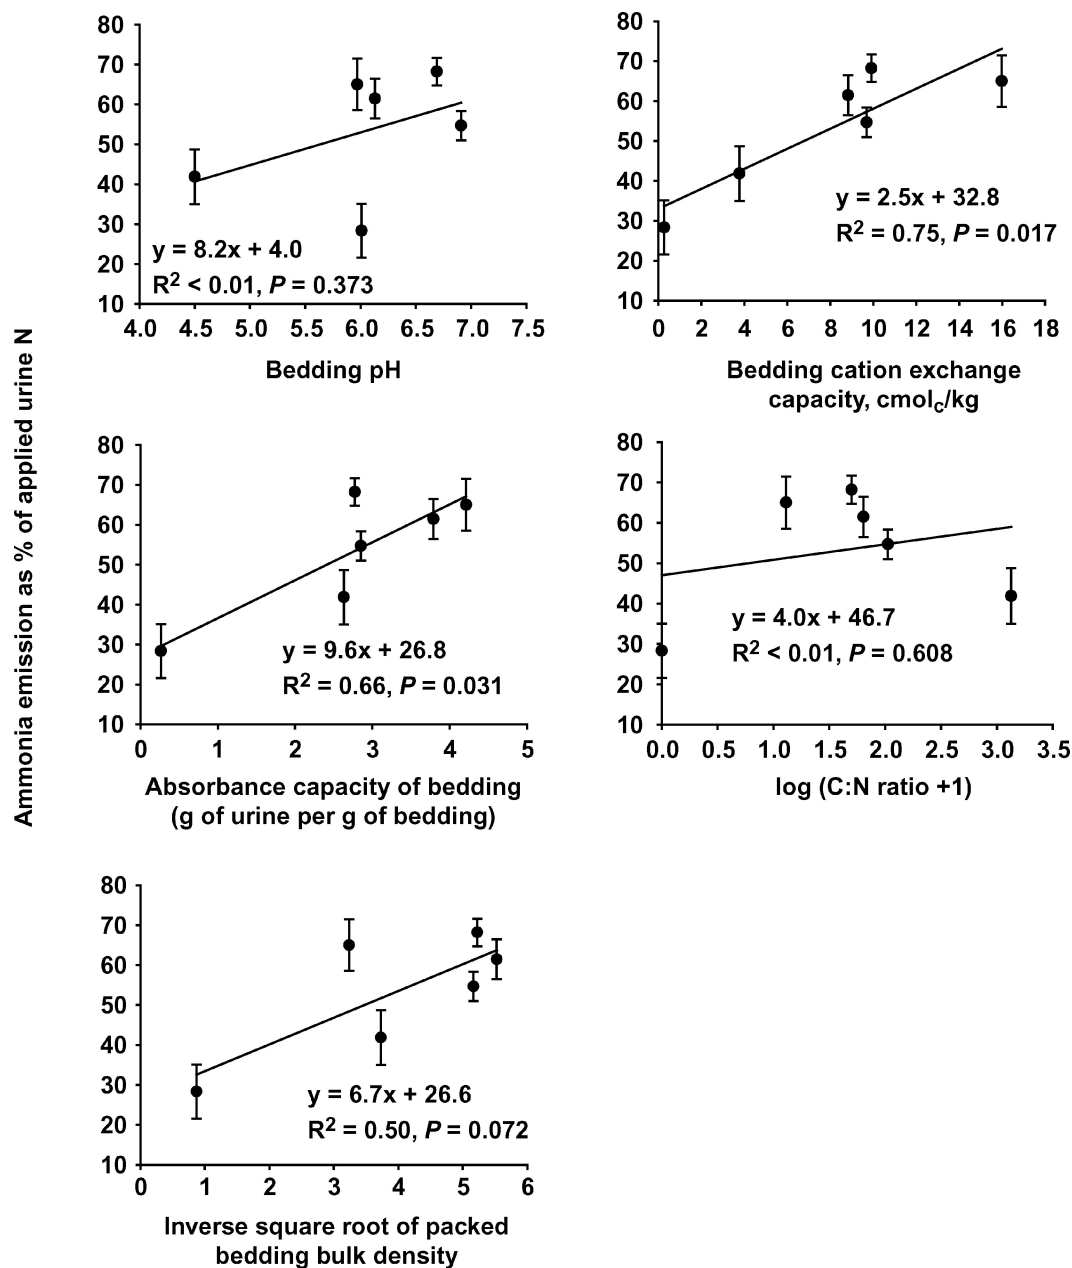 Ammonia emission as % of applied urine N
80
70
60
50
40
30
20
10
y = 8.2x + 4.0
R² < 0.01, P = 0.373
4.0 4.5 5.0 5.5 6.0 6.5 7.0 7.5
Bedding pH
80
70
60
50
40
30
20
10
y = 2.5x + 32.8
R² = 0.75, P = 0.017
0 2 4 6 8 10 12 14 16 18
Bedding cation exchange
capacity, cmolc/kg
80
70
60
50
40
30
20
10
y = 9.6x + 26.8
R² = 0.66, P = 0.031
0 1 2 3 4 5
Absorbance capacity of bedding
(g of urine per g of bedding)
80
70
60
50
40
30
20
10
y = 4.0x + 46.7
R² < 0.01, P = 0.608
0.0 0.5 1.0 1.5 2.0 2.5 3.0 3.5
log (C:N ratio +1)
80
70
60
50
40
30
20
10
y = 6.7x + 26.6
R² = 0.50, P = 0.072
0 1 2 3 4 5 6
Inverse square root of packed
bedding bulk density